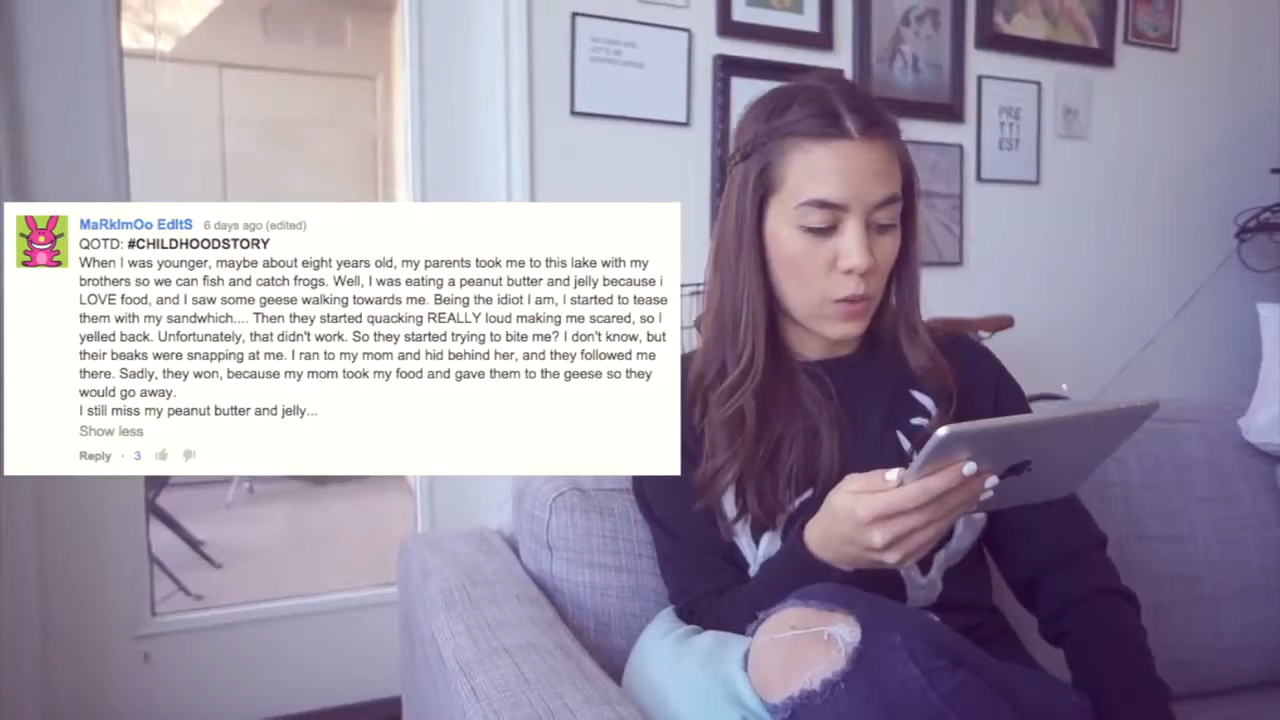 MaRkImOo EdItS 6 days ago (edited)
QOTD: #CHILDHOODSTORY
When I was younger, maybe about eight years old, my parents took me to this lake with my
brothers so we can fish and catch frogs. Well, I was eating a peanut butter and jelly because i
LOVE food, and I saw some geese walking towards me. Being the idiot I am, I started to tease
them with my sandwhich.... Then they started quacking REALLY loud making me scared, so I
yelled back. Unfortunately, that didn't work. So they started trying to bite me? I don't know, but
their beaks were snapping at me. I ran to my mom and hid behind her, and they followed me
there. Sadly, they won, because my mom took my food and gave them to the geese so they
would go away.
I still miss my peanut butter and jelly...
Show less
Reply · 3
PRE
TTI
EST